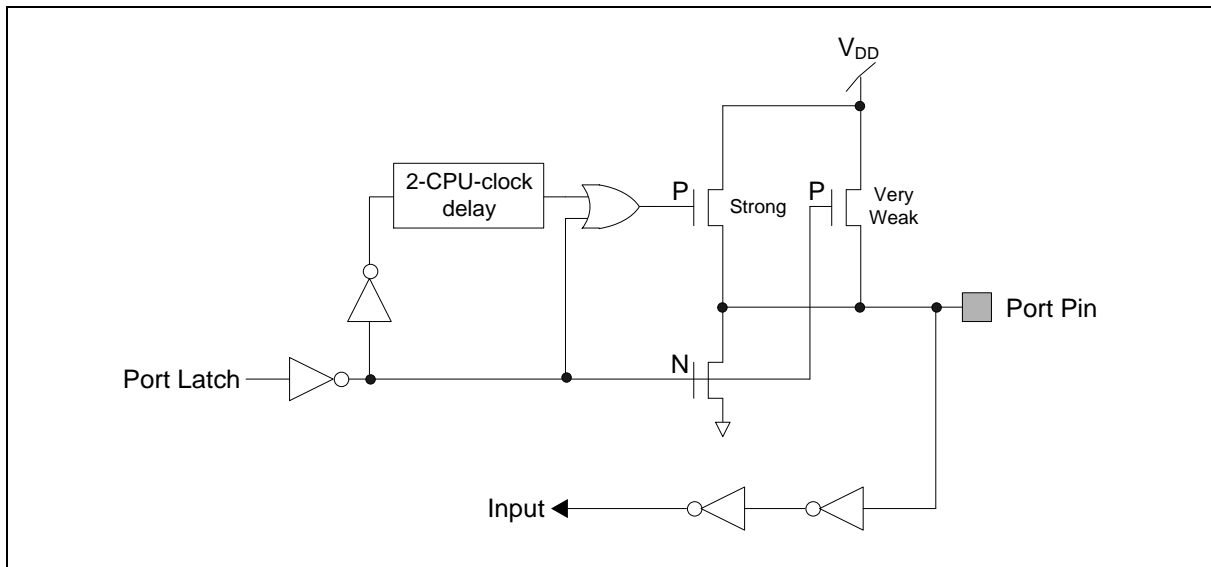 VDD
2-CPU-clock
delay
P
Strong
P
Very
Weak
Port Pin
N
Port Latch
Input